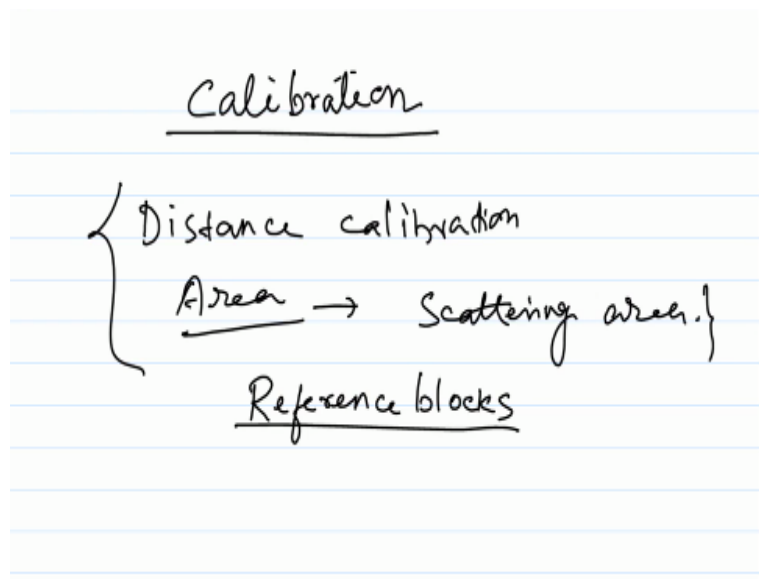 Calibration
{ Distance calibration
Area → Scattering area.}
Reference blocks